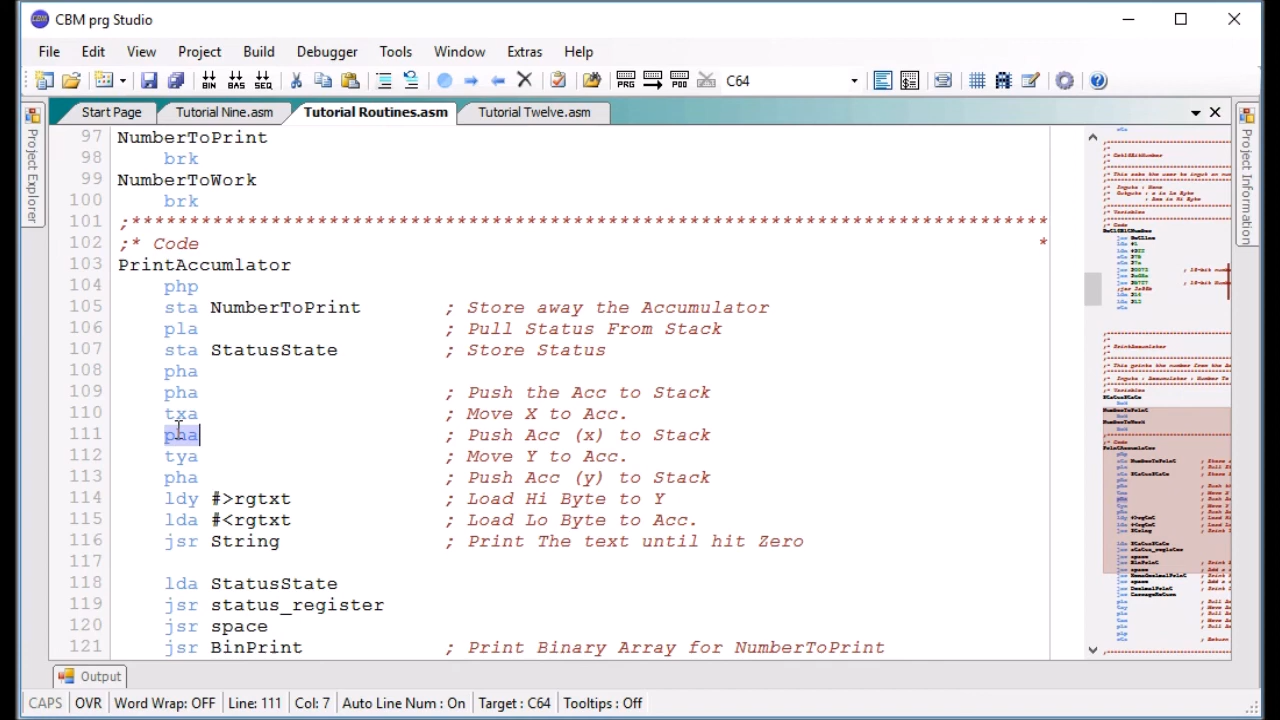 CBM prg Studio
File Edit View Project Build Debugger Tools Window Extras Help
BIN BAS SEQ PRG POO C64
Start Page Tutorial Nine.asm Tutorial Routines.asm Tutorial Twelve.asm
Project Explorer
Project Information
97 NumberToPrint
98 brk
99 NumberToWork
100 brk
101 ;*******************************************************************************
102 ;* Code *
103 PrintAccumlator
104 php
105 sta NumberToPrint ; Store away the Accumulator
106 pla ; Pull Status From Stack
107 sta StatusState ; Store Status
108 pha
109 pha ; Push the Acc to Stack
110 txa ; Move X to Acc.
111 pha ; Push Acc (x) to Stack
112 tya ; Move Y to Acc.
113 pha ; Push Acc (y) to Stack
114 ldy #>rgtxt ; Load Hi Byte to Y
115 lda #<rgtxt ; Load Lo Byte to Acc.
116 jsr String ; Print The text until hit Zero
117
118 lda StatusState
119 jsr status_register
120 jsr space
121 jsr BinPrint ; Print Binary Array for NumberToPrint
Output
CAPS OVR Word Wrap: OFF Line: 111 Col: 7 Auto Line Num : On Target : C64 Tooltips : Off